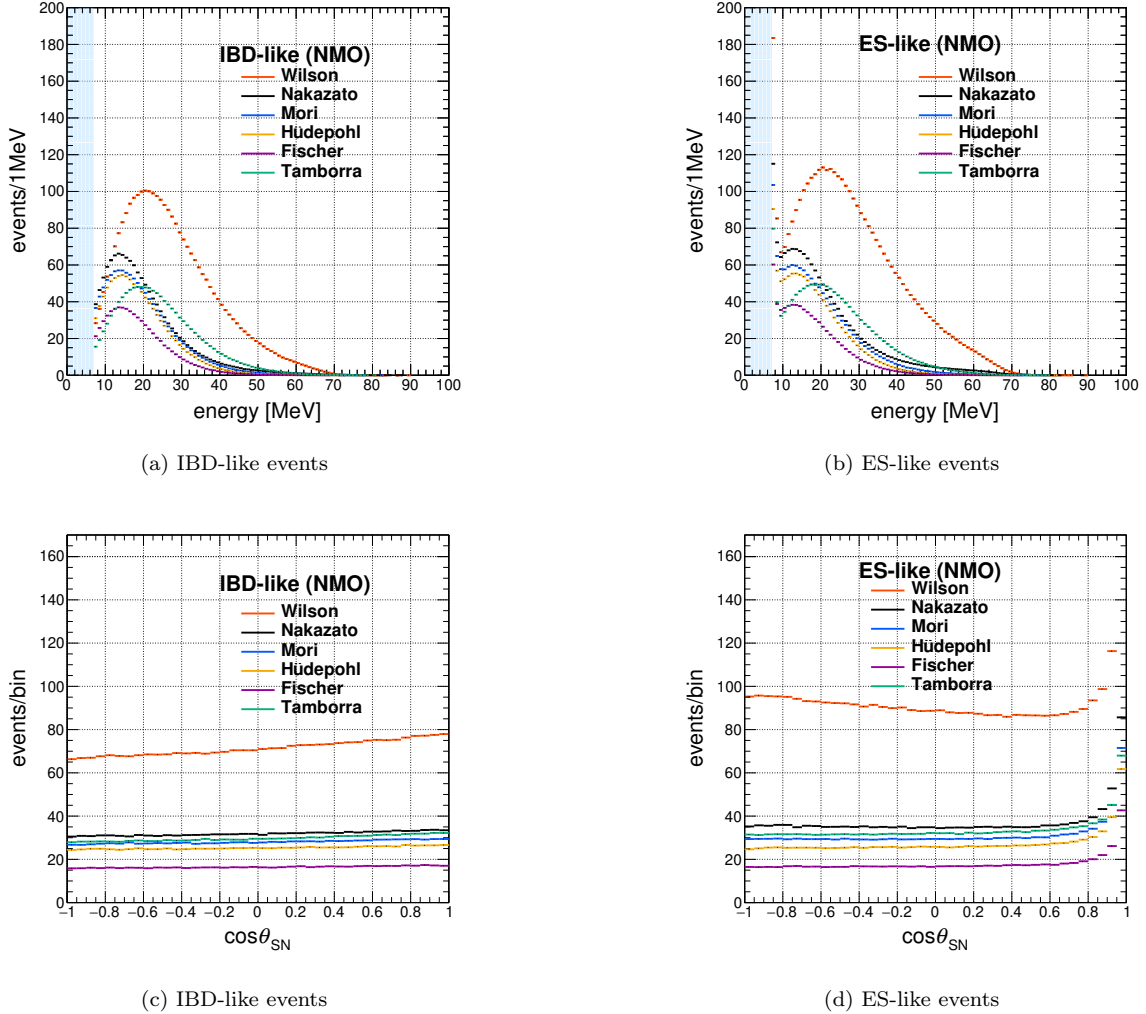 200
180
160
140
120
100
80
60
40
20
0
events/1MeV
IBD-like (NMO)
Wilson
Nakazato
Mori
Hüdepohl
Fischer
Tamborra
0 10 20 30 40 50 60 70 80 90 100
energy [MeV]
(a) IBD-like events
200
180
160
140
120
100
80
60
40
20
0
events/1MeV
ES-like (NMO)
Wilson
Nakazato
Mori
Hüdepohl
Fischer
Tamborra
0 10 20 30 40 50 60 70 80 90 100
energy [MeV]
(b) ES-like events
160
140
120
100
80
60
40
20
0
events/bin
IBD-like (NMO)
Wilson
Nakazato
Mori
Hüdepohl
Fischer
Tamborra
−1 −0.8 −0.6 −0.4 −0.2 0 0.2 0.4 0.6 0.8 1
cosθSN
(c) IBD-like events
160
140
120
100
80
60
40
20
0
events/bin
ES-like (NMO)
Wilson
Nakazato
Mori
Hüdepohl
Fischer
Tamborra
−1 −0.8 −0.6 −0.4 −0.2 0 0.2 0.4 0.6 0.8 1
cosθSN
(d) ES-like events